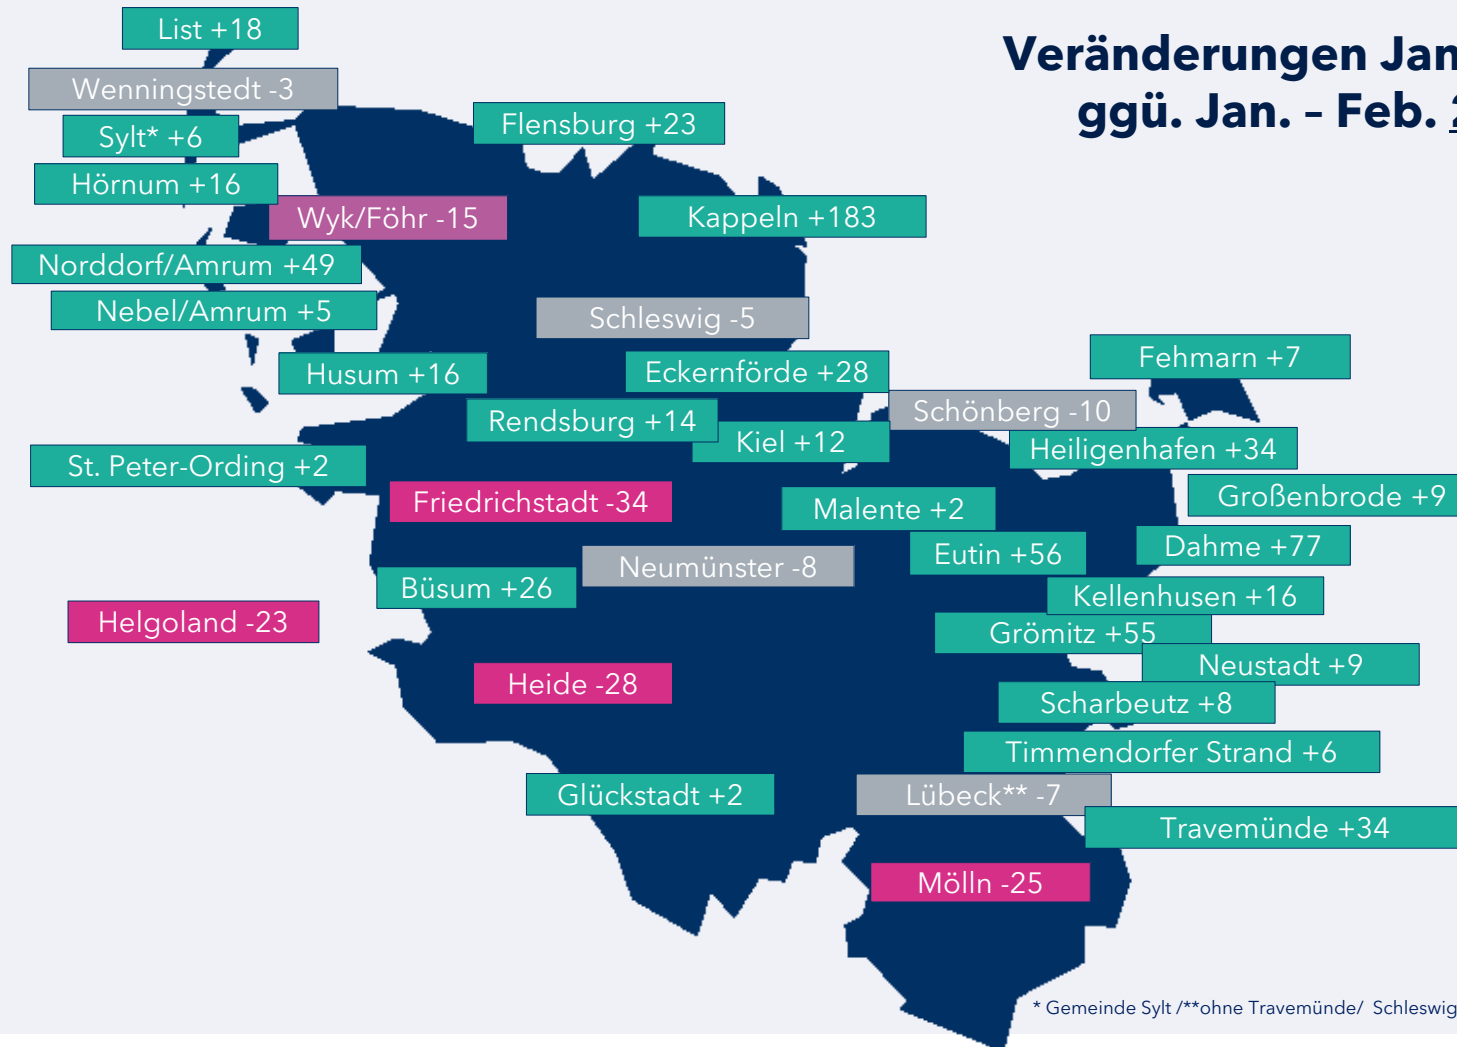 Veränderungen Jan
ggü. Jan. – Feb.
List +18
Wenningstedt -3
Sylt* +6
Hörnum +16
Flensburg +23
Wyk/Föhr -15
Kappeln +183
Norddorf/Amrum +49
Nebel/Amrum +5
Schleswig -5
Husum +16
Eckernförde +28
Fehmarn +7
Rendsburg +14
Kiel +12
Schönberg -10
Heiligenhafen +34
St. Peter-Ording +2
Friedrichstadt -34
Malente +2
Großenbrode +9
Eutin +56
Dahme +77
Neumünster -8
Büsum +26
Kellenhusen +16
Helgoland -23
Grömitz +55
Neustadt +9
Heide -28
Scharbeutz +8
Timmendorfer Strand +6
Glückstadt +2
Lübeck** -7
Travemünde +34
Mölln -25
* Gemeinde Sylt /**ohne Travemünde/ Schleswig